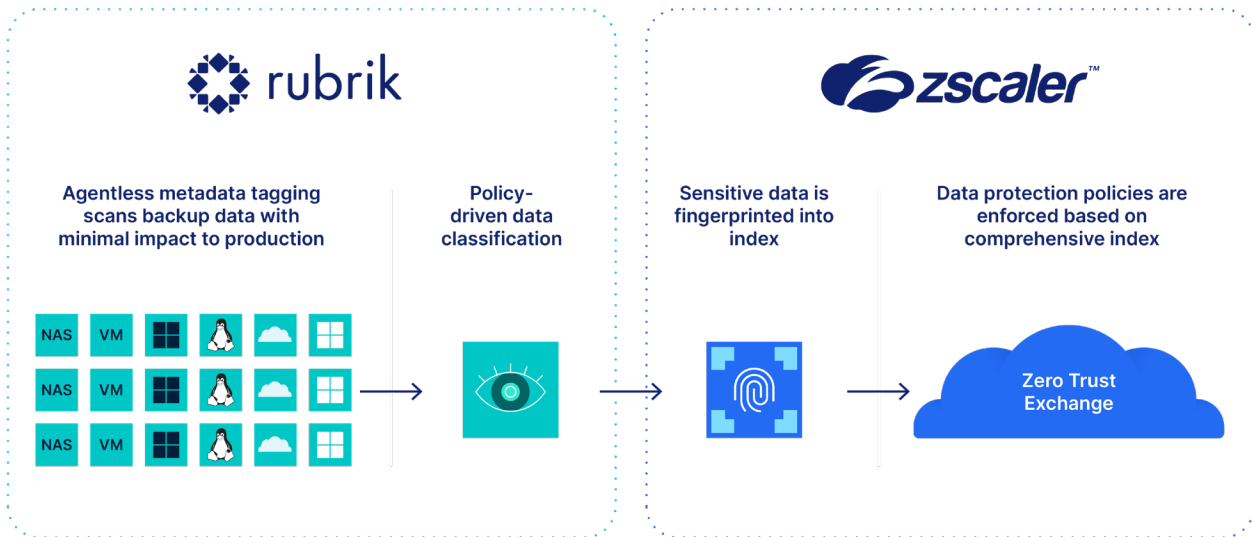 rubrik
zscaler™
Agentless metadata tagging
scans backup data with
minimal impact to production
Policy-
driven data
classification
Sensitive data is
fingerprinted into
index
Data protection policies are
enforced based on
comprehensive index
NAS VM
NAS VM
NAS VM
Zero Trust
Exchange